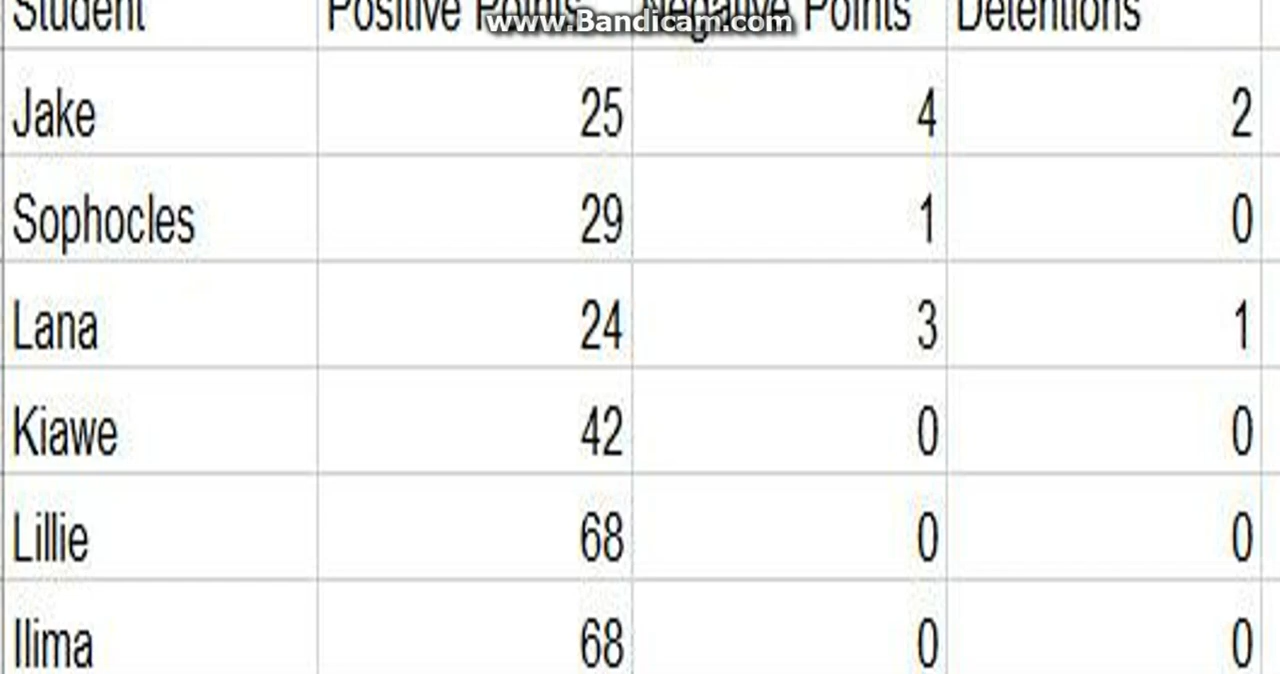 www.Bandicam.com
Student Positive Points Negative Points Detentions
Jake 25 4 2
Sophocles 29 1 0
Lana 24 3 1
Kiawe 42 0 0
Lillie 68 0 0
Ilima 68 0 0